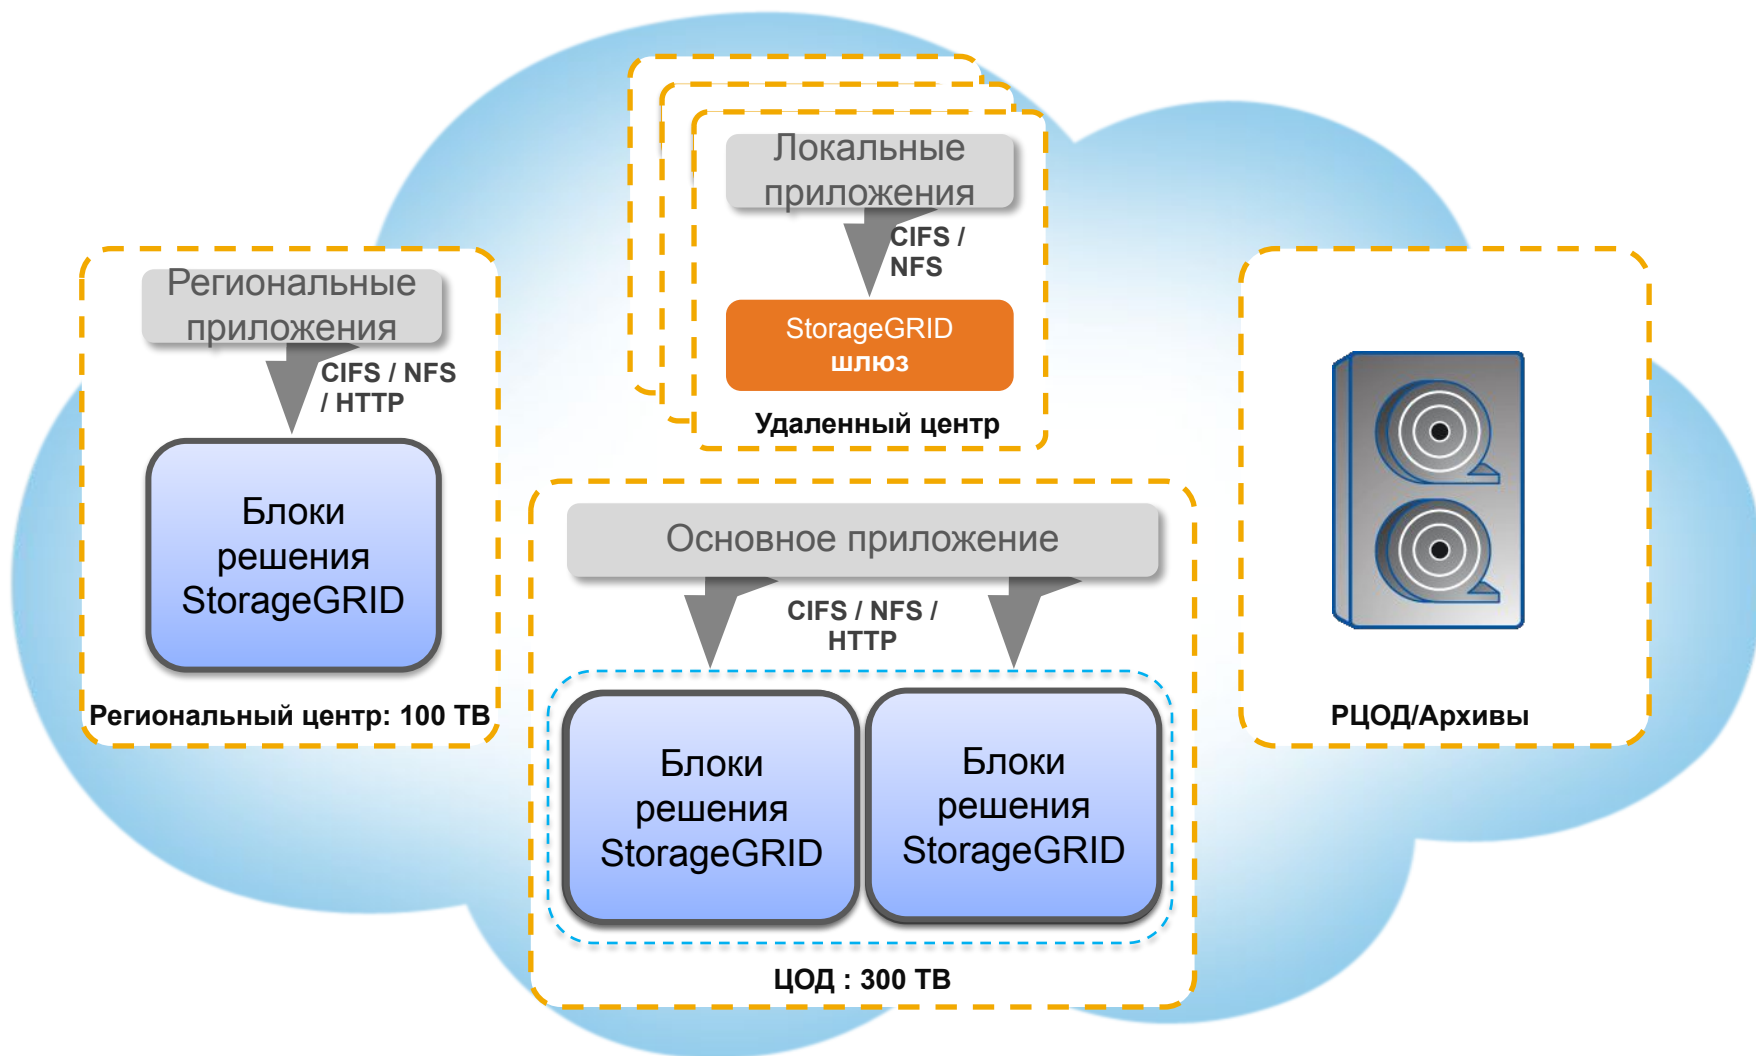 Локальные
приложения
CIFS /
NFS
StorageGRID
шлюз
Удаленный центр
Региональные
приложения
CIFS / NFS
/ HTTP
Блоки
решения
StorageGRID
Региональный центр: 100 TB
Основное приложение
CIFS / NFS /
HTTP
Блоки
решения
StorageGRID
Блоки
решения
StorageGRID
ЦОД : 300 TB
РЦОД/Архивы